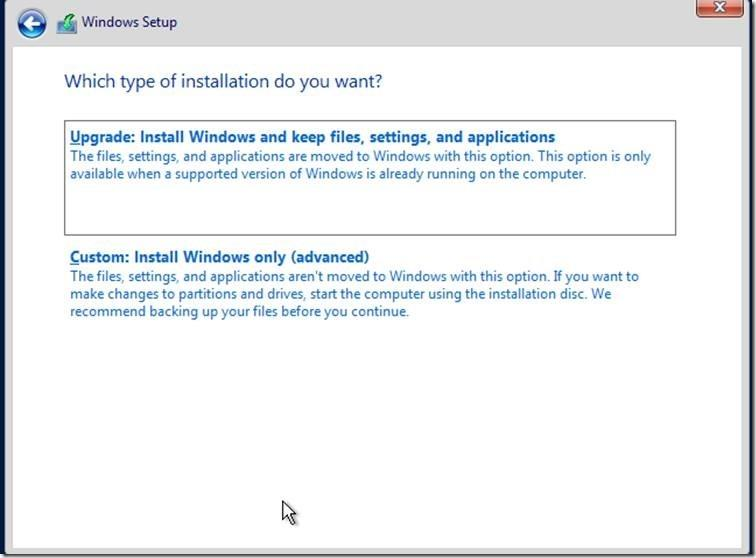 Windows Setup
Which type of installation do you want?
Upgrade: Install Windows and keep files, settings, and applications
The files, settings, and applications are moved to Windows with this option. This option is only
available when a supported version of Windows is already running on the computer.
Custom: Install Windows only (advanced)
The files, settings, and applications aren't moved to Windows with this option. If you want to
make changes to partitions and drives, start the computer using the installation disc. We
recommend backing up your files before you continue.